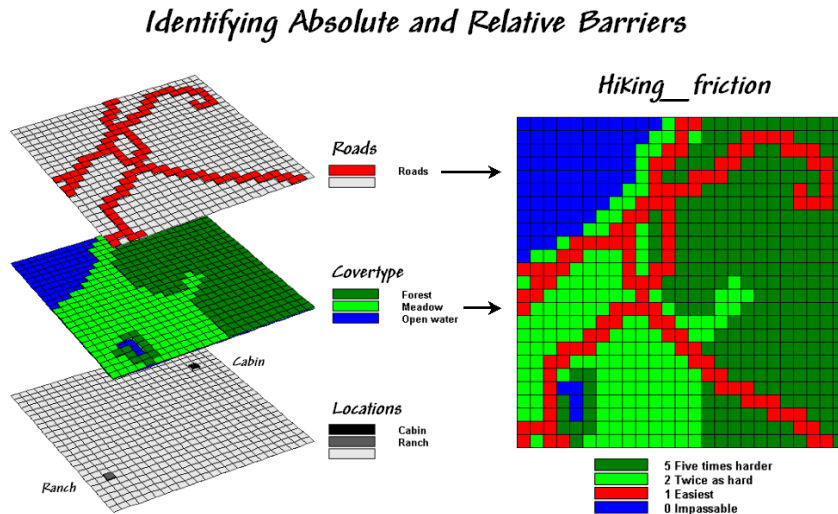 Identifying Absolute and Relative Barriers
Hiking__friction
Roads
Roads
Covertype
Forest
Meadow
Open water
Cabin
Locations
Cabin
Ranch
Ranch
5 Five times harder
2 Twice as hard
1 Easiest
0 Impassable